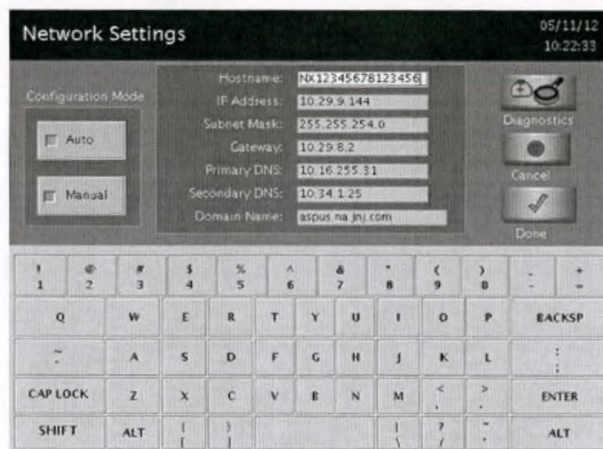 Network Settings
05/11/12
10:22:33
Configuration Mode
Auto
Manual
Hostname: NX12345678123456
IP Address: 10.29.9.144
Subnet Mask: 255.255.254.0
Gateway: 10.29.8.2
Primary DNS: 10.16.255.31
Secondary DNS: 10.34.1.25
Domain Name: aspus.na.jnj.com
Diagnostics
Cancel
Done
! @ # $ % ^ & * ( ) - +
1 2 3 4 5 6 7 8 9 0 - =
Q W E R T Y U I O P BACKSP
~ A S D F G H J K L :
;
CAP LOCK Z X C V B N M < > ENTER
, .
SHIFT ALT { } | ? " ALT
[ ] \ / '